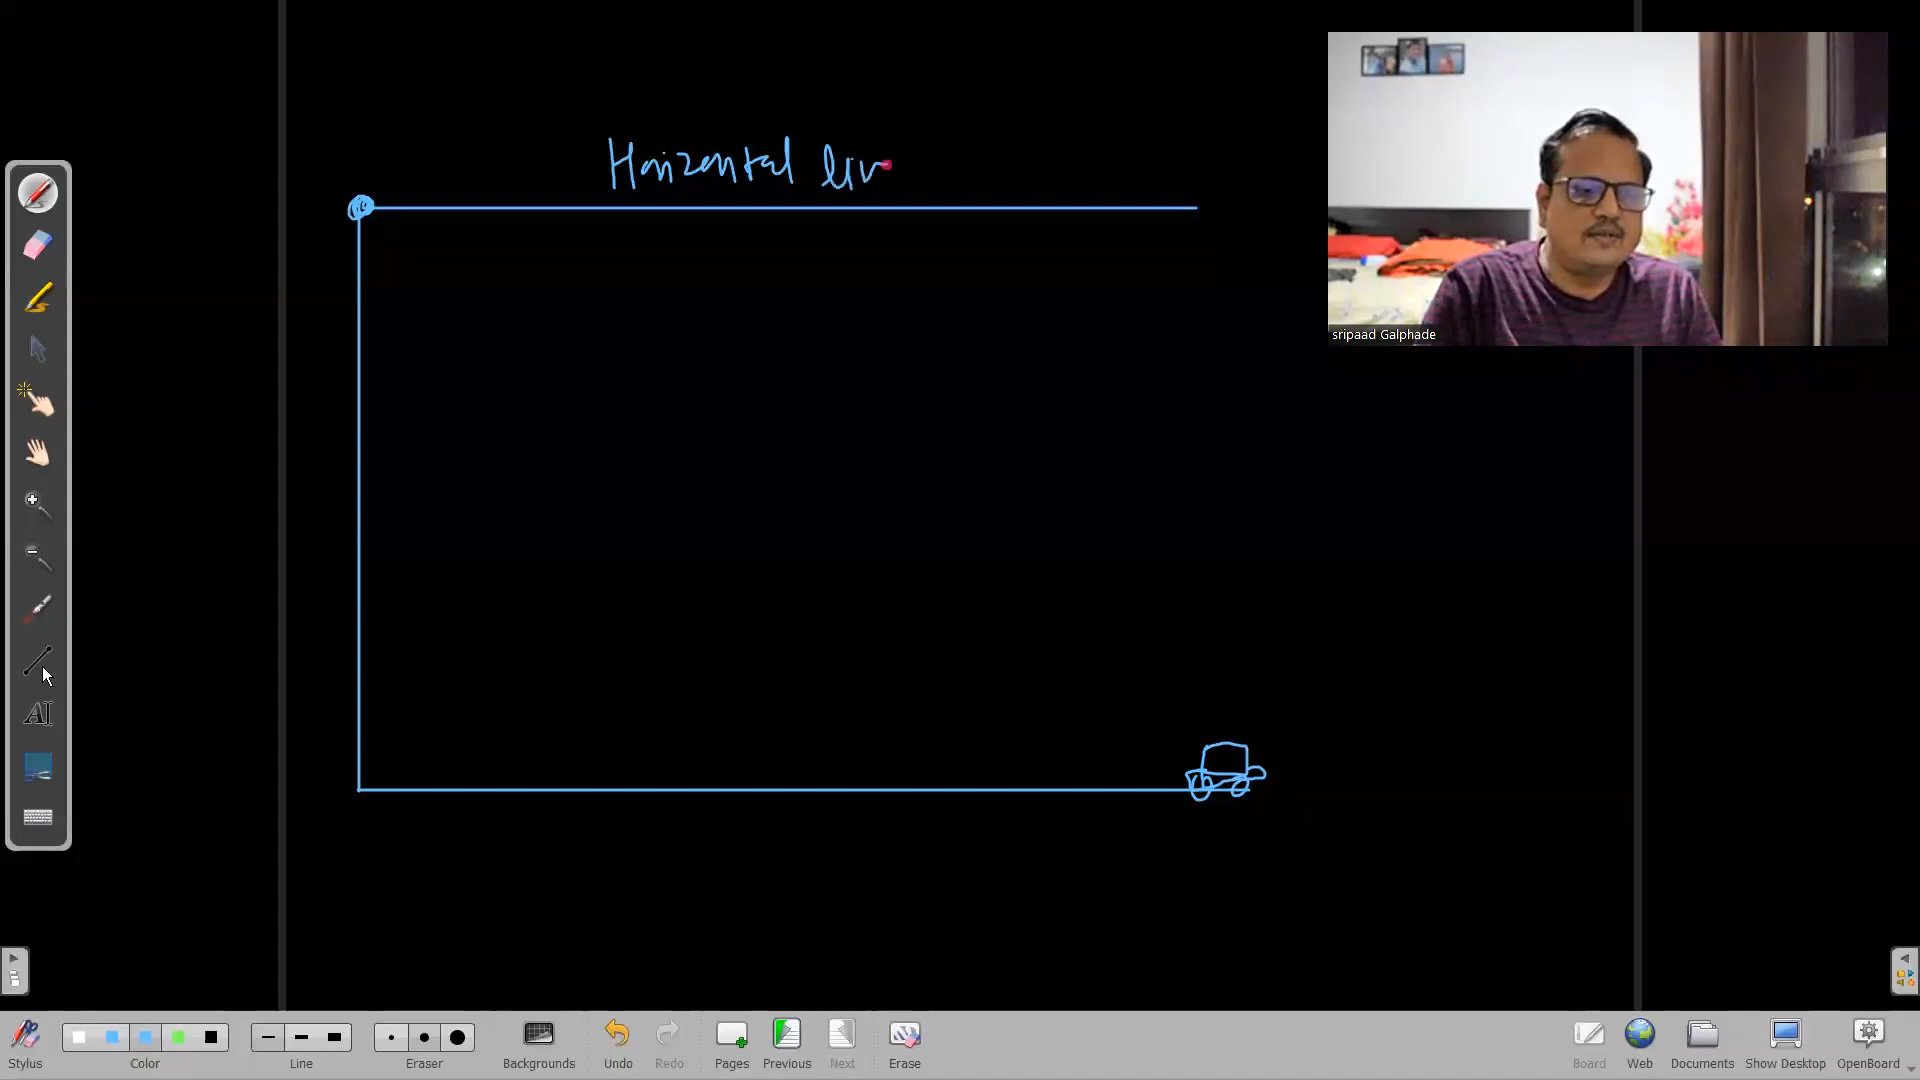 Horizontal lin
sripaad Galphade
AI
Stylus
Color
Line
Eraser
Backgrounds
Undo
Redo
Pages
Previous
Next
Erase
Board
Web
Documents
Show Desktop
OpenBoard